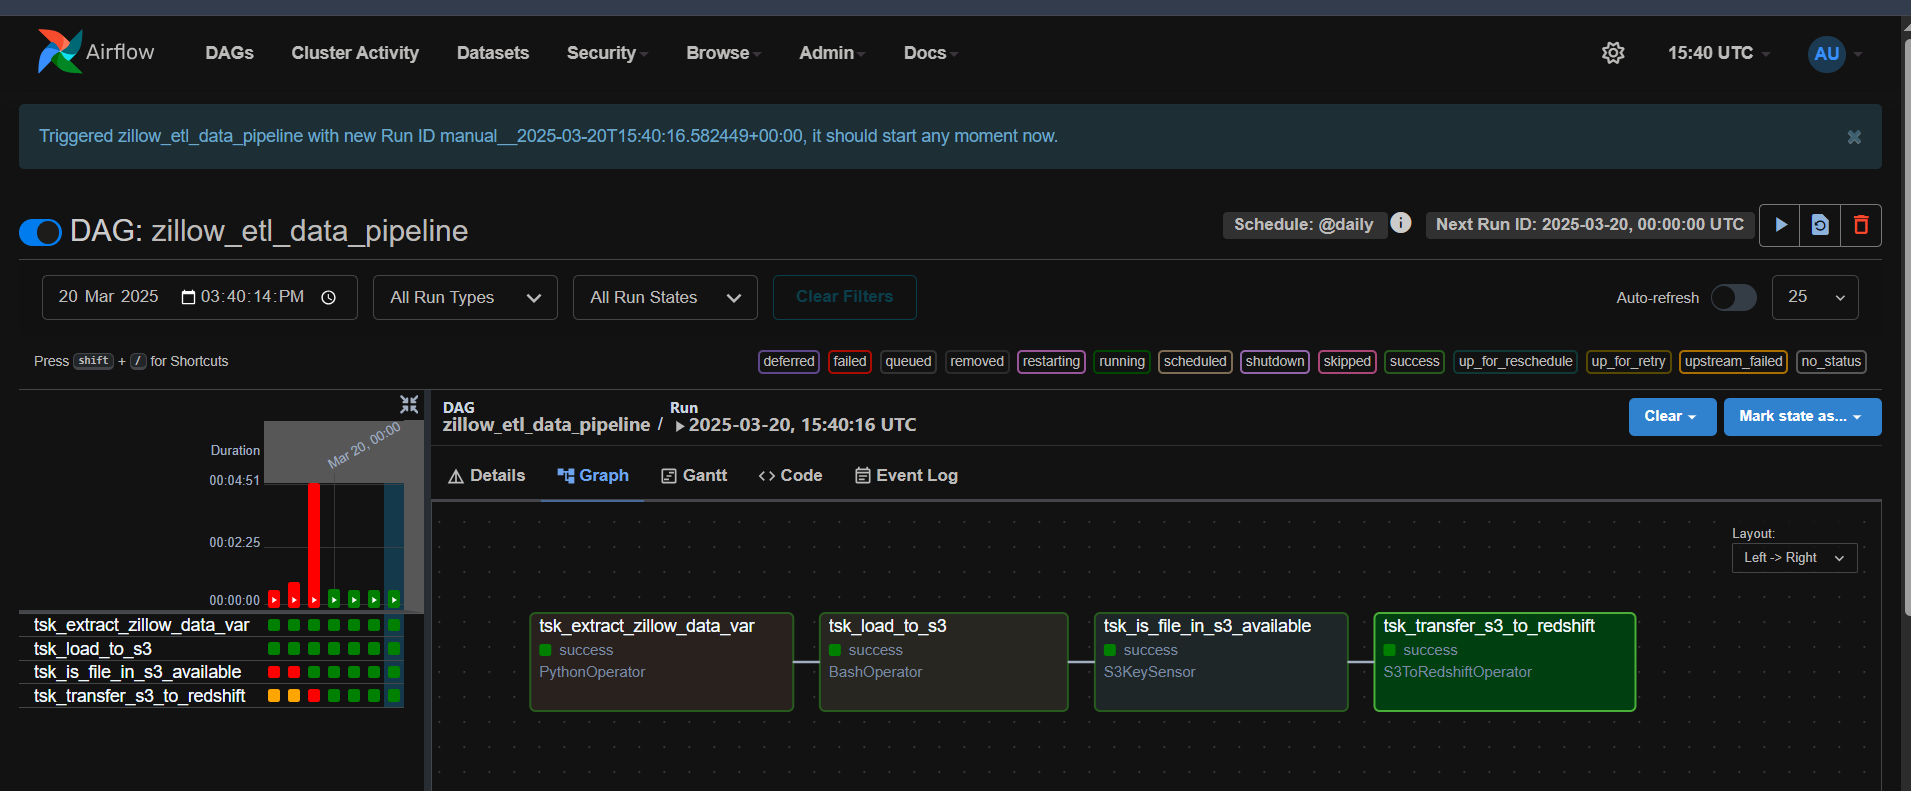 Airflow DAGs Cluster Activity Datasets Security Browse Admin Docs 15:40 UTC AU
Triggered zillow_etl_data_pipeline with new Run ID manual__2025-03-20T15:40:16.582449+00:00, it should start any moment now.
DAG: zillow_etl_data_pipeline
Schedule: @daily
Next Run ID: 2025-03-20, 00:00:00 UTC
20 Mar 2025 03:40:14:PM
All Run Types
All Run States
Clear Filters
Auto-refresh
25
Press shift + / for Shortcuts
deferred failed queued removed restarting running scheduled shutdown skipped success up_for_reschedule up_for_retry upstream_failed no_status
Duration
Mar 20, 00:00
00:04:51
00:02:25
00:00:00
tsk_extract_zillow_data_var
tsk_load_to_s3
tsk_is_file_in_s3_available
tsk_transfer_s3_to_redshift
DAG
zillow_etl_data_pipeline /
Run
2025-03-20, 15:40:16 UTC
Clear
Mark state as...
Details Graph Gantt Code Event Log
Layout:
Left -> Right
tsk_extract_zillow_data_var
success
PythonOperator
tsk_load_to_s3
success
BashOperator
tsk_is_file_in_s3_available
success
S3KeySensor
tsk_transfer_s3_to_redshift
success
S3ToRedshiftOperator